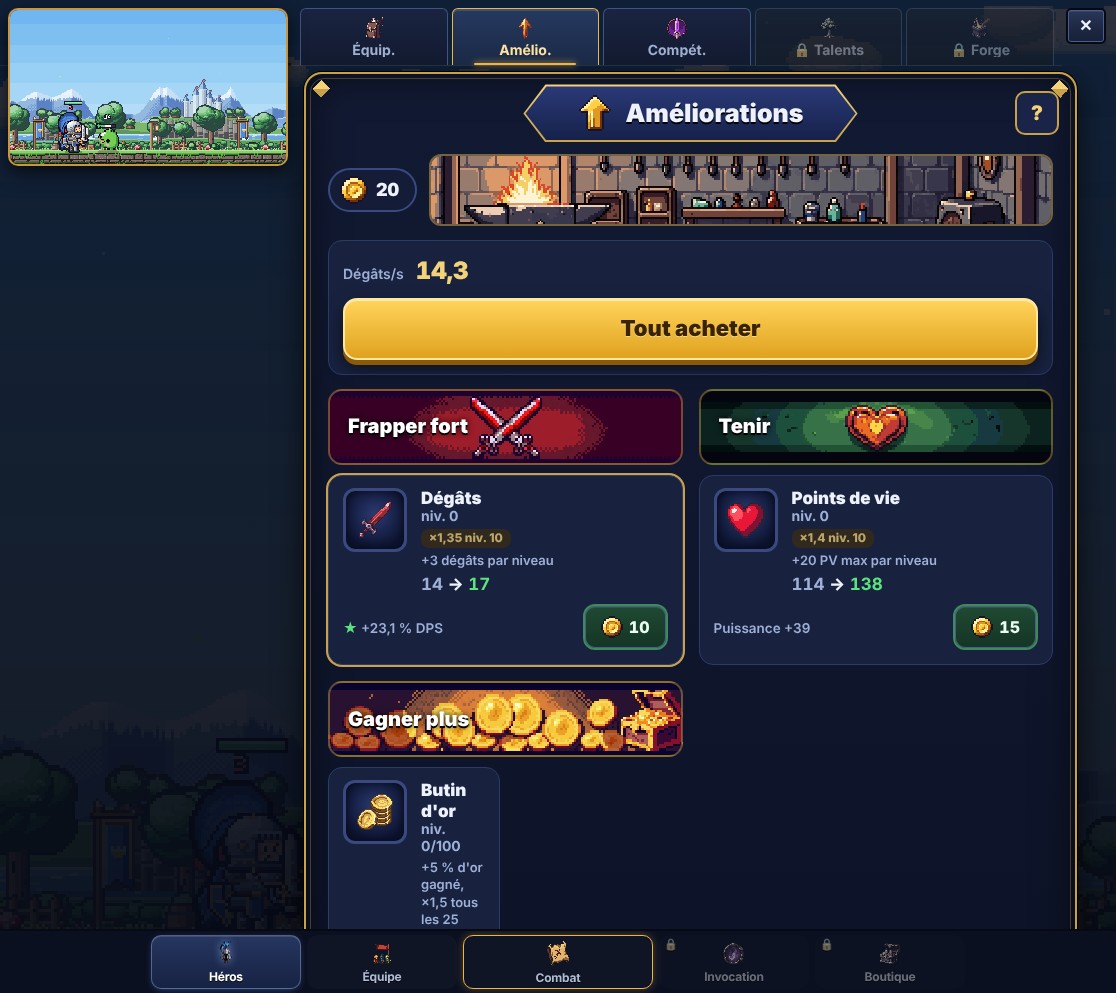 Équip.
Amélio.
Compét.
Talents
Forge
×
Améliorations
?
20
Dégâts/s 14,3
Tout acheter
Frapper fort
Tenir
Dégâts
niv. 0
×1,35 niv. 10
+3 dégâts par niveau
14 → 17
★ +23,1 % DPS
10
Points de vie
niv. 0
×1,4 niv. 10
+20 PV max par niveau
114 → 138
Puissance +39
15
Gagner plus
Butin
d'or
niv.
0/100
+5 % d'or
gagné,
×1,5 tous
les 25
Héros
Équipe
Combat
Invocation
Boutique